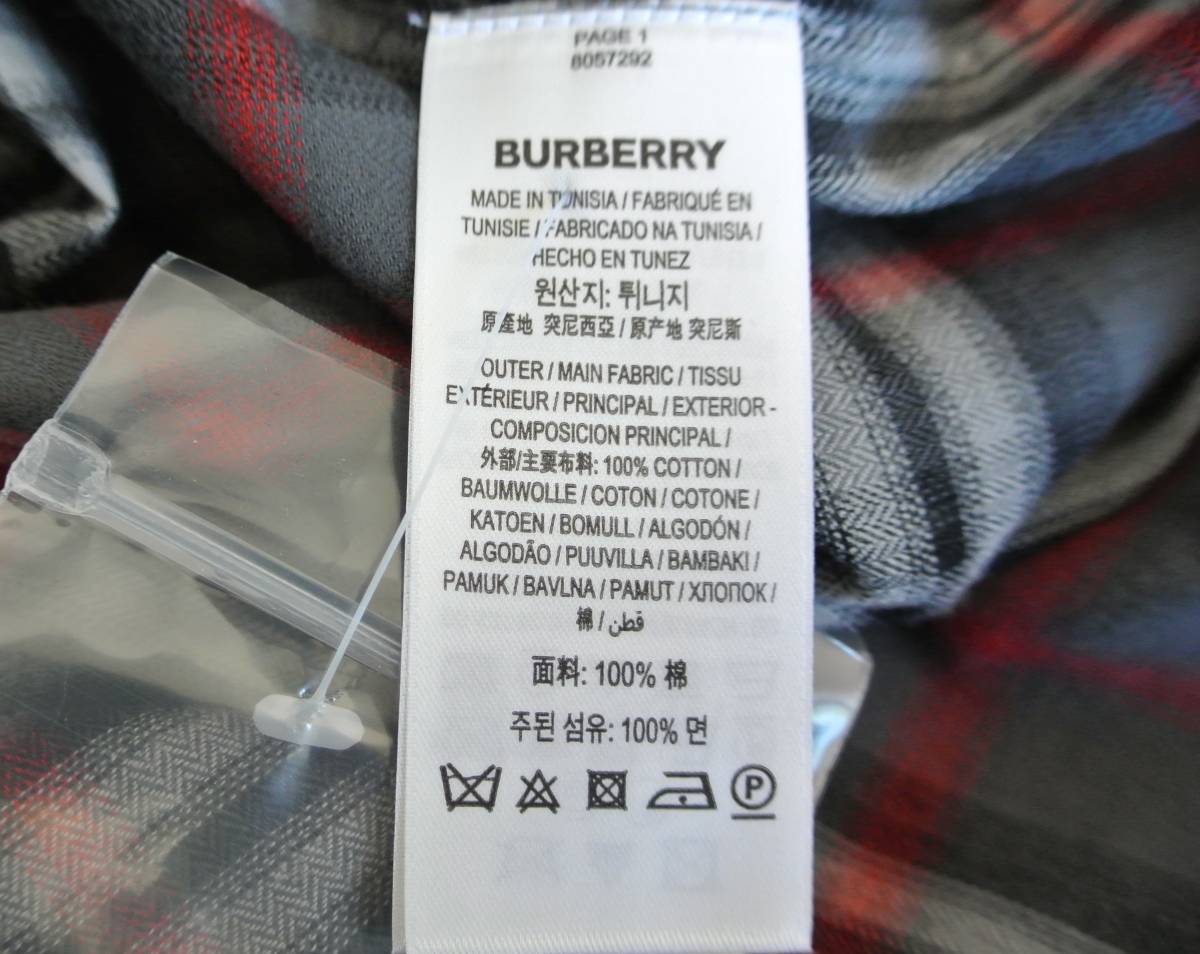 PAGE 1
8057292
BURBERRY
MADE IN TUNISIA / FABRIQUÉ EN
TUNISIE / FABRICADO NA TUNISIA /
HECHO EN TUNEZ
원산지: 튀니지
原產地 突尼西亞 / 原产地 突尼斯
OUTER / MAIN FABRIC / TISSU
EXTÉRIEUR / PRINCIPAL / EXTERIOR -
COMPOSICION PRINCIPAL /
外部/主要布料: 100% COTTON /
BAUMWOLLE / COTON / COTONE /
KATOEN / BOMULL / ALGODÓN /
ALGODÃO / PUUVILLA / BAMBAKI /
PAMUK / BAVLNA / PAMUT / ХЛОПОК /
棉 / قطن
面料: 100% 棉
주된 섬유: 100% 면
P